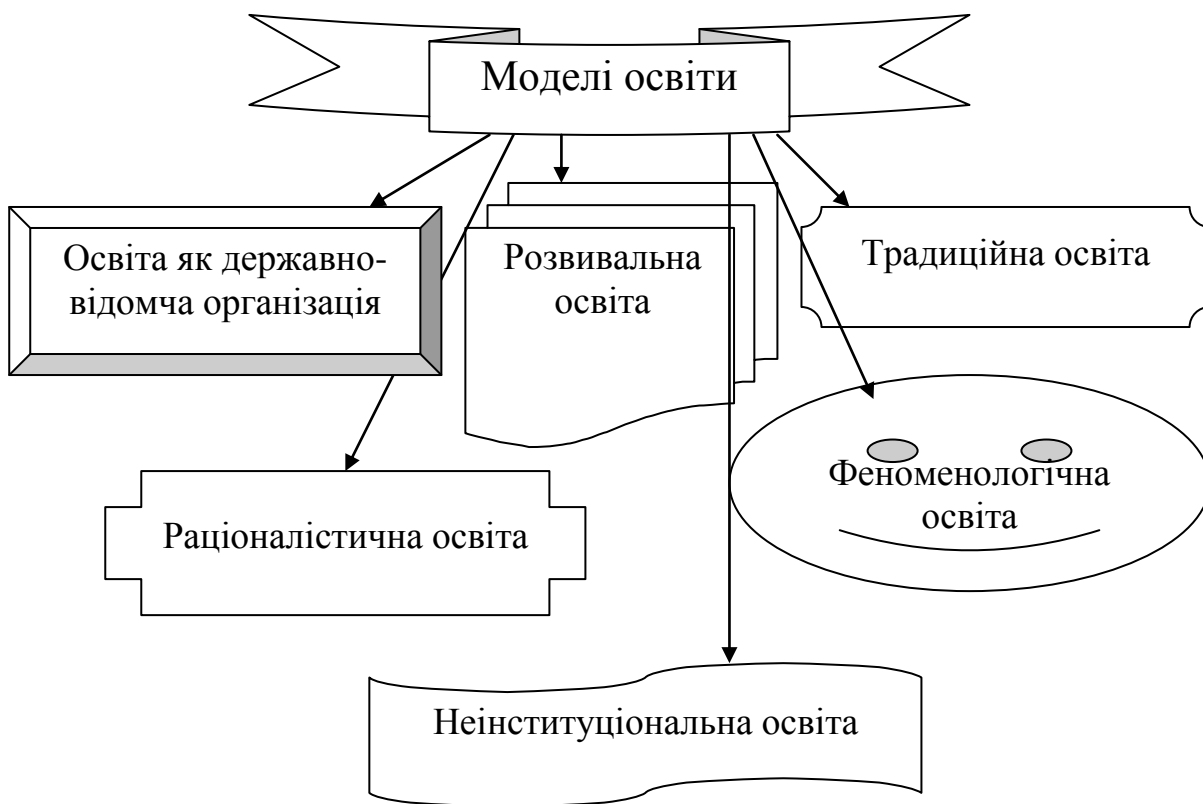 Моделі освіти
Освіта як державно-
відомча організація
Розвивальна
освіта
Традиційна освіта
Феноменологічна
освіта
Раціоналістична освіта
Неінституціональна освіта